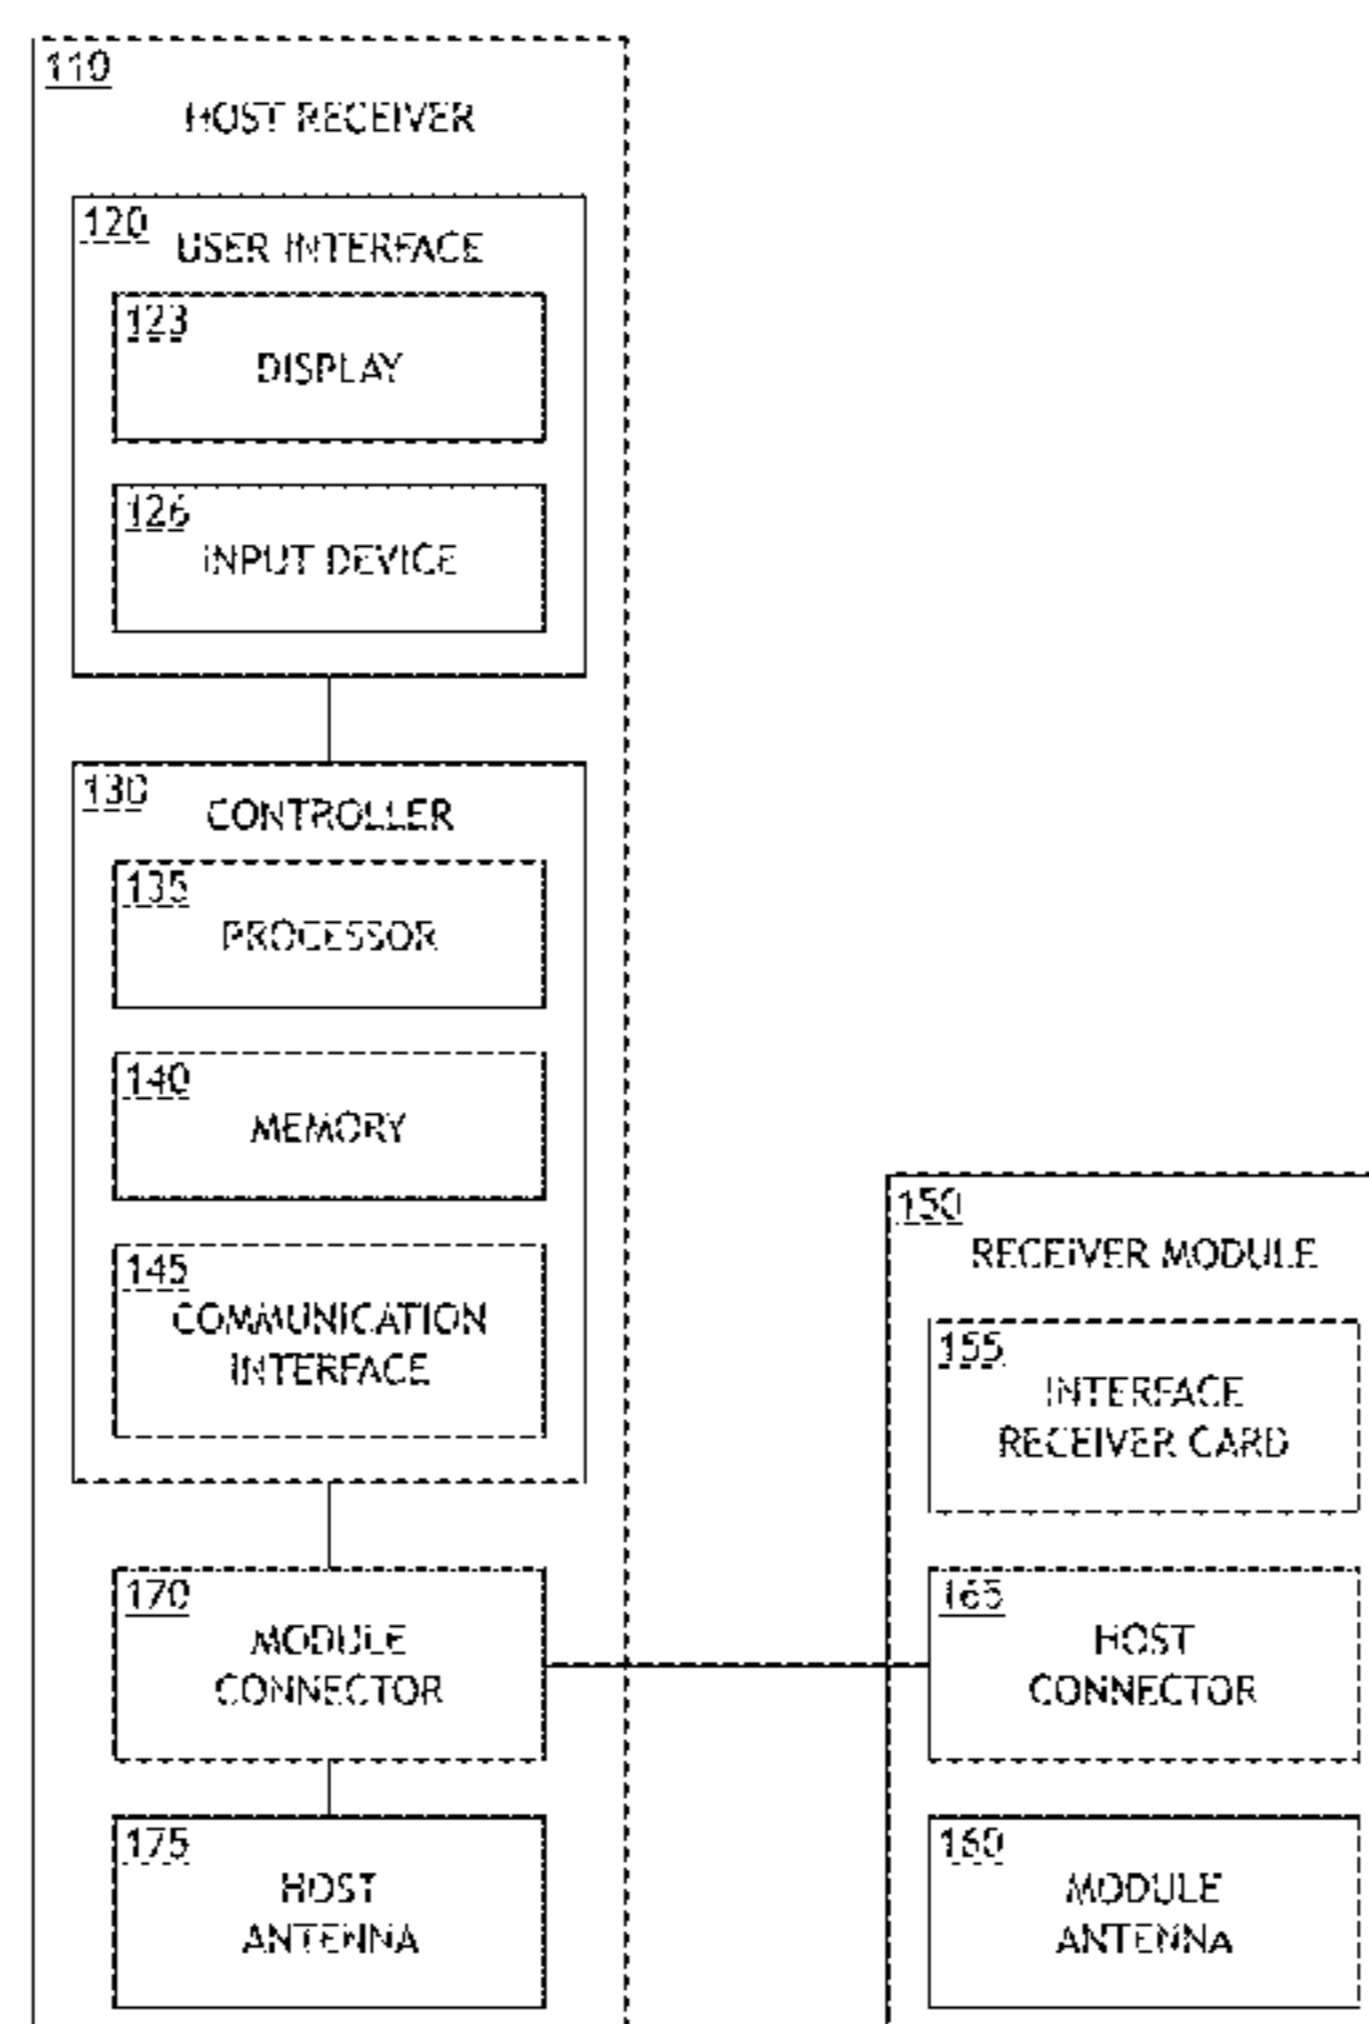 110
HOST RECEIVER
120
USER INTERFACE
123
DISPLAY
126
INPUT DEVICE
130
CONTROLLER
135
PROCESSOR
140
MEMORY
145
COMMUNICATION
INTERFACE
170
MODULE
CONNECTOR
175
HOST
ANTENNA
150
RECEIVER MODULE
155
INTERFACE
RECEIVER CARD
165
HOST
CONNECTOR
160
MODULE
ANTENNA